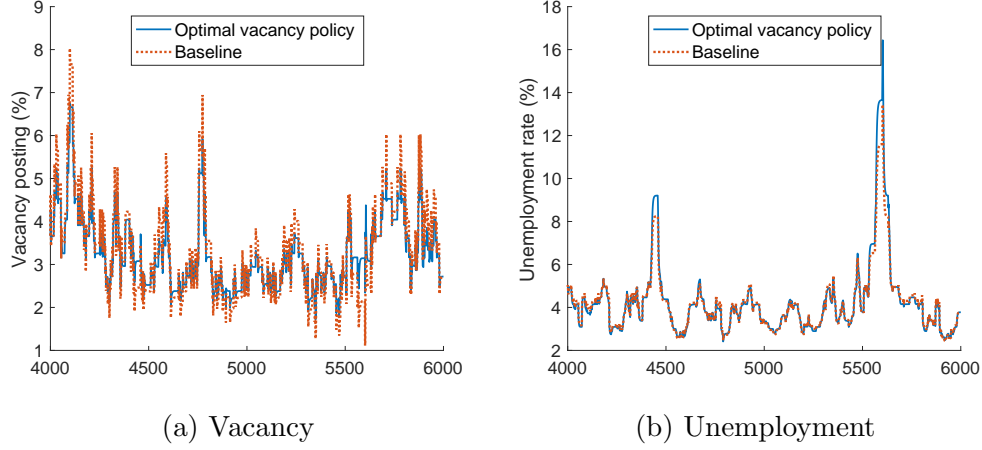 Optimal vacancy policy
Baseline
Vacancy posting (%)
9
8
7
6
5
4
3
2
1
4000 4500 5000 5500 6000
(a) Vacancy
Optimal vacancy policy
Baseline
Unemployment rate (%)
18
16
14
12
10
8
6
4
2
4000 4500 5000 5500 6000
(b) Unemployment